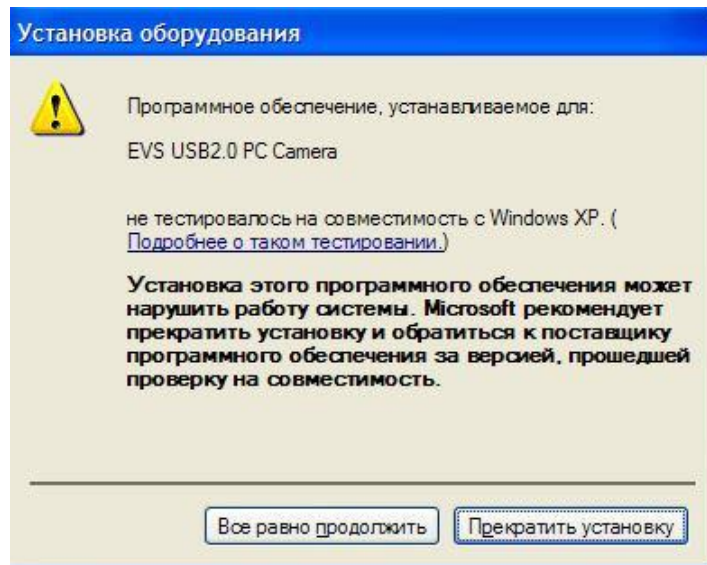 Установка оборудования
Программное обеспечение, устанавливаемое для:
EVS USB2.0 PC Camera
не тестировалось на совместимость с Windows XP. (
Подробнее о таком тестировании.)
Установка этого программного обеспечения может
нарушить работу системы. Microsoft рекомендует
прекратить установку и обратиться к поставщику
программного обеспечения за версией, прошедшей
проверку на совместимость.
Все равно продолжить
Прекратить установку